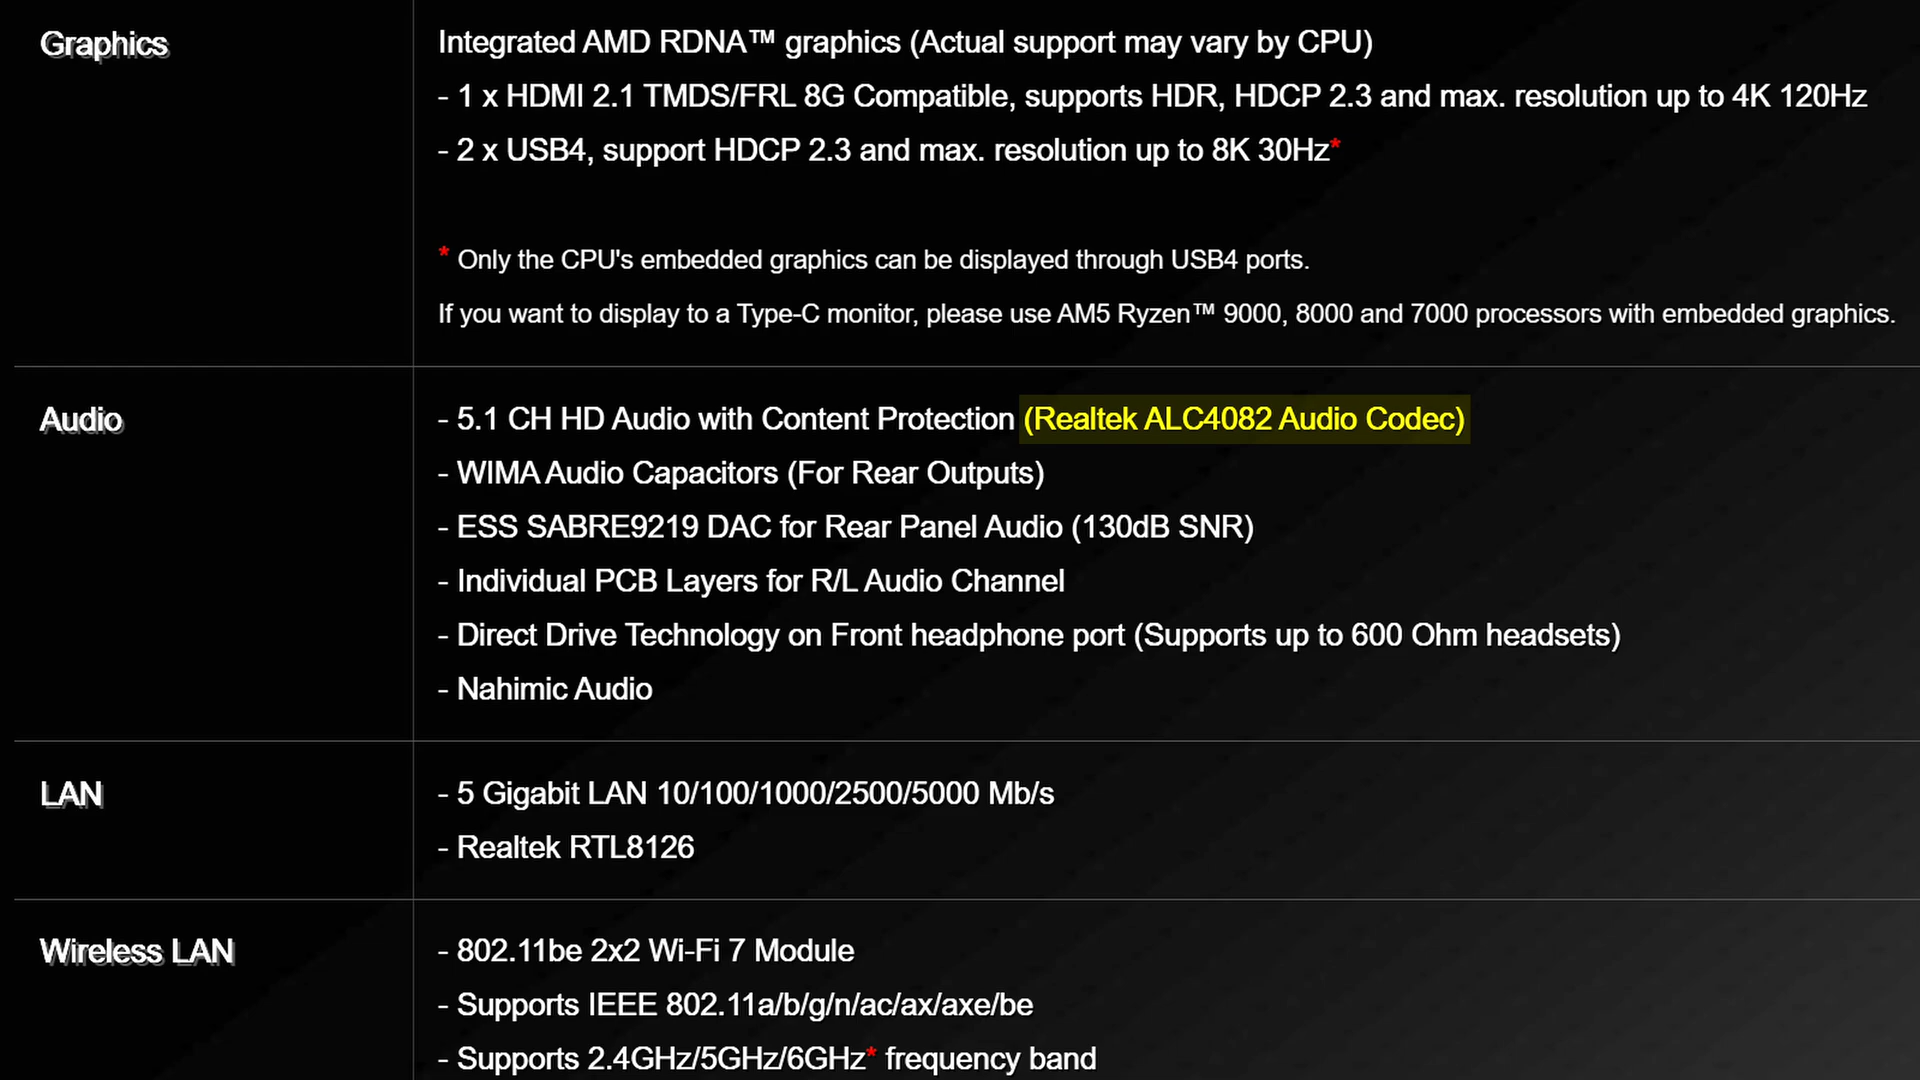 Graphics
Integrated AMD RDNA™ graphics (Actual support may vary by CPU)
- 1 x HDMI 2.1 TMDS/FRL 8G Compatible, supports HDR, HDCP 2.3 and max. resolution up to 4K 120Hz
- 2 x USB4, support HDCP 2.3 and max. resolution up to 8K 30Hz*
* Only the CPU's embedded graphics can be displayed through USB4 ports.
If you want to display to a Type-C monitor, please use AM5 Ryzen™ 9000, 8000 and 7000 processors with embedded graphics.
Audio
- 5.1 CH HD Audio with Content Protection (Realtek ALC4082 Audio Codec)
- WIMA Audio Capacitors (For Rear Outputs)
- ESS SABRE9219 DAC for Rear Panel Audio (130dB SNR)
- Individual PCB Layers for R/L Audio Channel
- Direct Drive Technology on Front headphone port (Supports up to 600 Ohm headsets)
- Nahimic Audio
LAN
- 5 Gigabit LAN 10/100/1000/2500/5000 Mb/s
- Realtek RTL8126
Wireless LAN
- 802.11be 2x2 Wi-Fi 7 Module
- Supports IEEE 802.11a/b/g/n/ac/ax/axe/be
- Supports 2.4GHz/5GHz/6GHz* frequency band